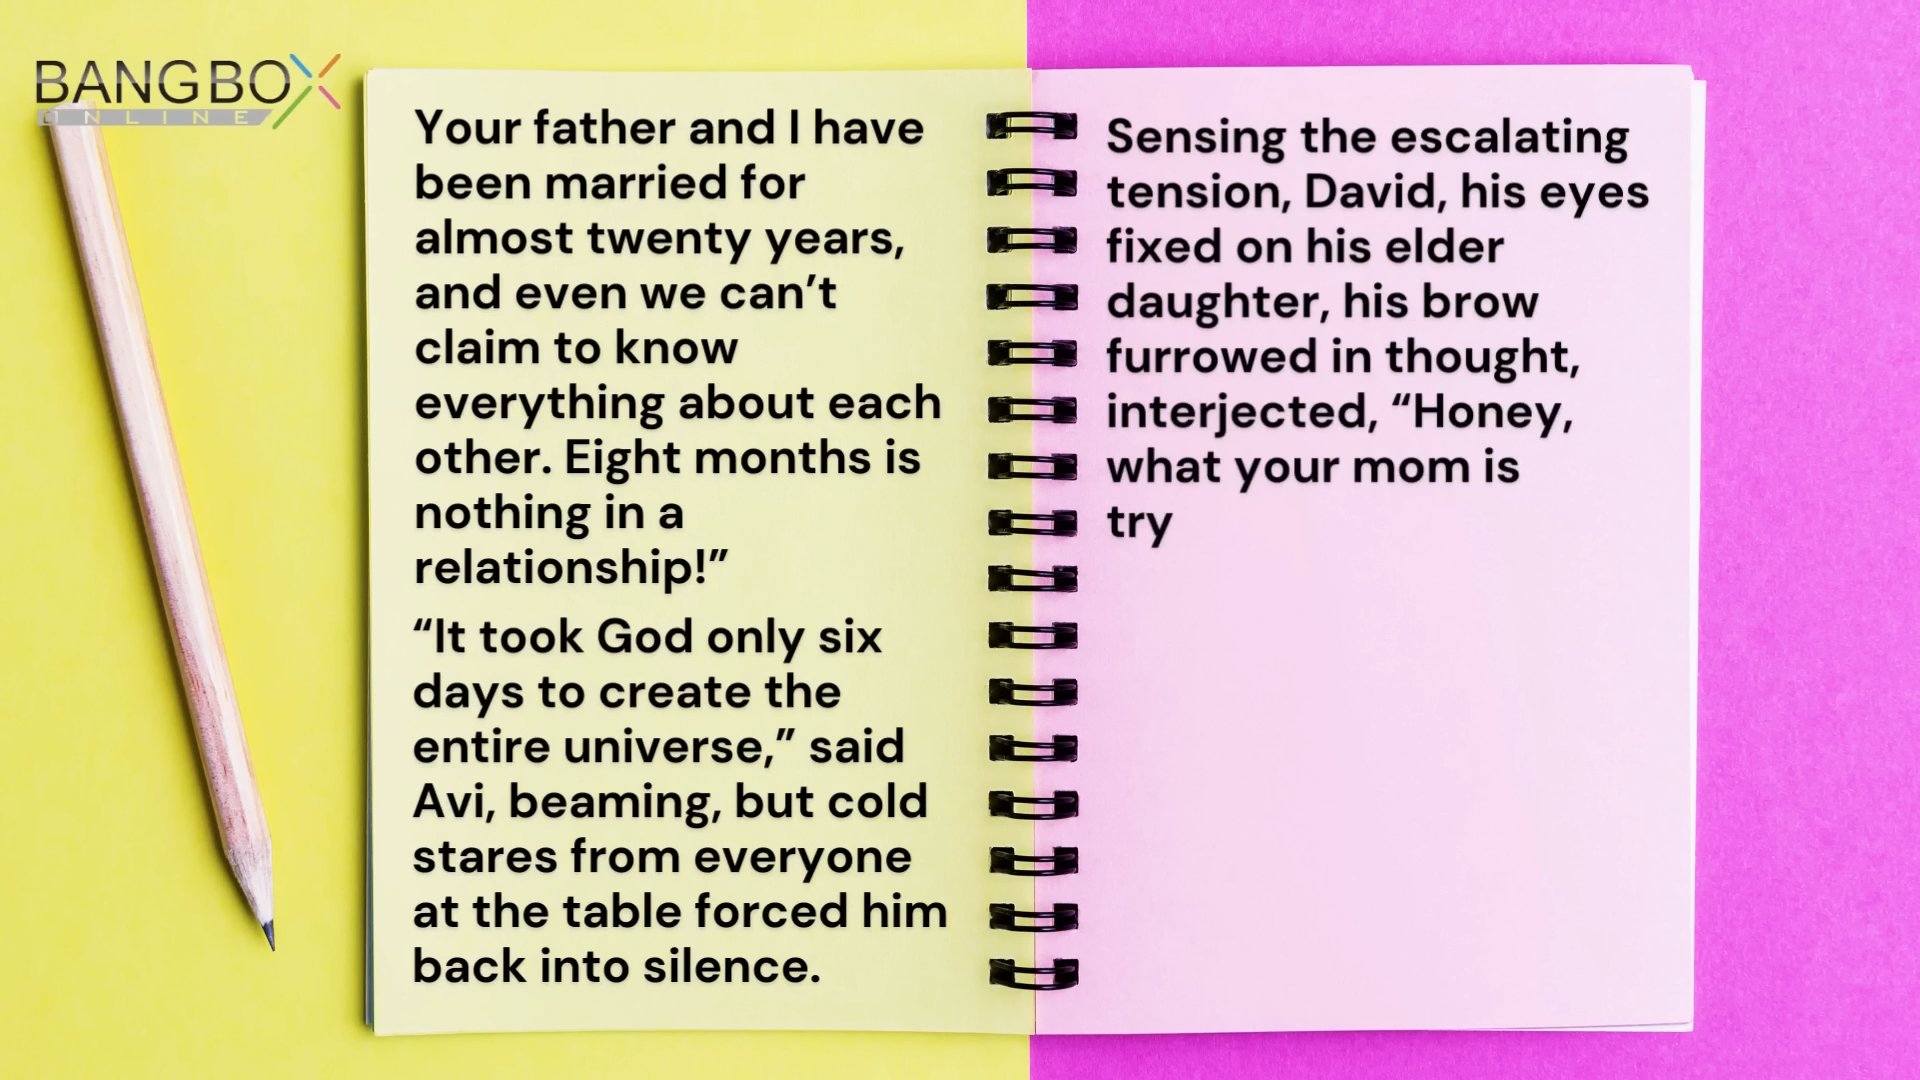 BANGBOX
ONLINE
Your father and I have
been married for
almost twenty years,
and even we can’t
claim to know
everything about each
other. Eight months is
nothing in a
relationship!”
“It took God only six
days to create the
entire universe,” said
Avi, beaming, but cold
stares from everyone
at the table forced him
back into silence.
Sensing the escalating
tension, David, his eyes
fixed on his elder
daughter, his brow
furrowed in thought,
interjected, “Honey,
what your mom is
try